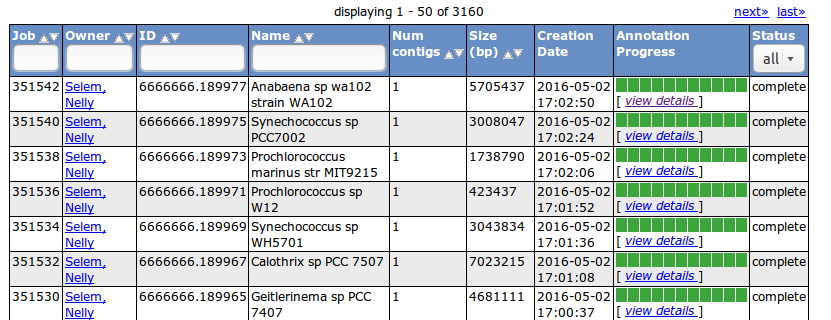 displaying 1 - 50 of 3160 next» last»
Job Owner ID Name Num contigs Size (bp) Creation Date Annotation Progress Status
all
351542 Selem, Nelly 6666666.189977 Anabaena sp wa102 strain WA102 1 5705437 2016-05-02 17:02:50 [ view details ] complete
351540 Selem, Nelly 6666666.189975 Synechococcus sp PCC7002 1 3008047 2016-05-02 17:02:24 [ view details ] complete
351538 Selem, Nelly 6666666.189973 Prochlorococcus marinus str MIT9215 1 1738790 2016-05-02 17:02:06 [ view details ] complete
351536 Selem, Nelly 6666666.189971 Prochlorococcus sp W12 1 423437 2016-05-02 17:01:52 [ view details ] complete
351534 Selem, Nelly 6666666.189969 Synechococcus sp WH5701 1 3043834 2016-05-02 17:01:36 [ view details ] complete
351532 Selem, Nelly 6666666.189967 Calothrix sp PCC 7507 1 7023215 2016-05-02 17:01:08 [ view details ] complete
351530 Selem, Nelly 6666666.189965 Geitlerinema sp PCC 7407 1 4681111 2016-05-02 17:00:37 [ view details ] complete